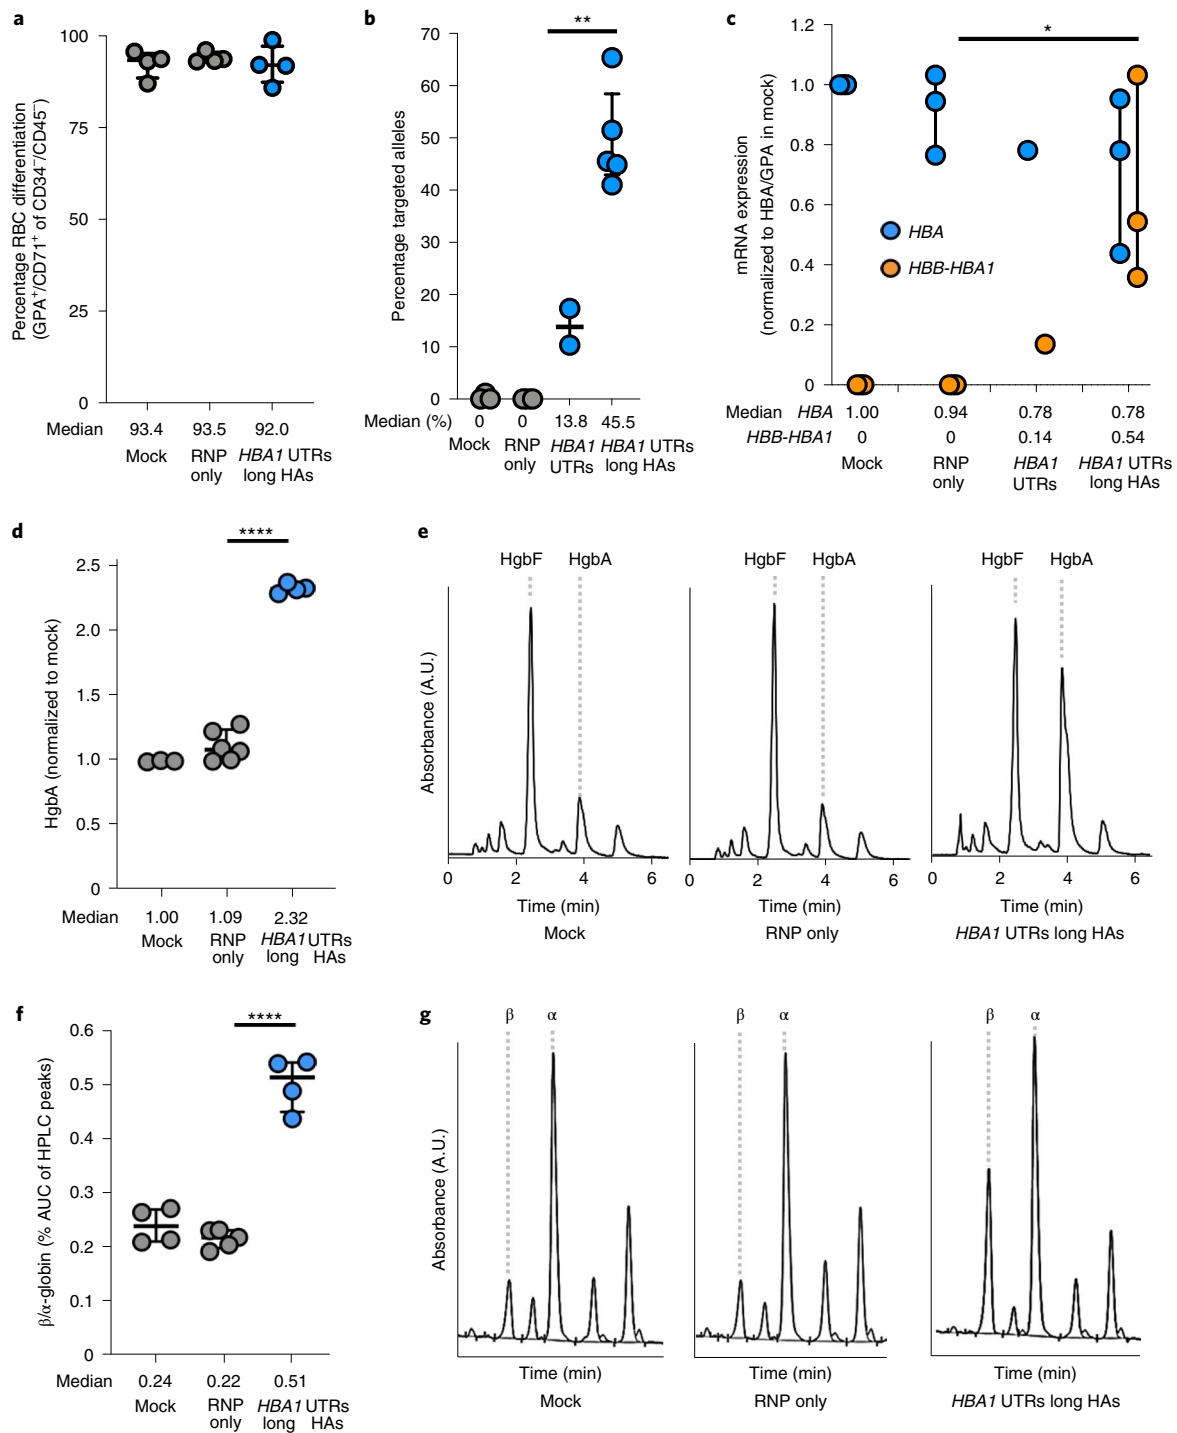 a
Percentage RBC differentiation
(GPA⁺/CD71⁺ of CD34⁻/CD45⁻)
100
75
50
25
0
Median 93.4 93.5 92.0
Mock RNP only HBA1 UTRs long HAs
b
**
Percentage targeted alleles
70
60
50
40
30
20
10
0
Median (%) 0 0 13.8 45.5
Mock RNP only HBA1 UTRs HBA1 UTRs long HAs
c
*
mRNA expression
(normalized to HBA/GPA in mock)
1.2
1.0
0.8
0.6
0.4
0.2
0
HBA
HBB-HBA1
Median HBA 1.00 0.94 0.78 0.78
HBB-HBA1 0 0 0.14 0.54
Mock RNP only HBA1 UTRs HBA1 UTRs long HAs
d
****
HgbA (normalized to mock)
2.5
2.0
1.5
1.0
0.5
0
Median 1.00 1.09 2.32
Mock RNP only HBA1 UTRs long HAs
e
Absorbance (A.U.)
HgbF HgbA
0 2 4 6
Time (min)
Mock
HgbF HgbA
0 2 4 6
Time (min)
RNP only
HgbF HgbA
0 2 4 6
Time (min)
HBA1 UTRs long HAs
f
****
β/α-globin (% AUC of HPLC peaks)
0.6
0.5
0.4
0.3
0.2
0.1
0
Median 0.24 0.22 0.51
Mock RNP only HBA1 UTRs long HAs
g
Absorbance (A.U.)
β α
Time (min)
Mock
β α
Time (min)
RNP only
β α
Time (min)
HBA1 UTRs long HAs